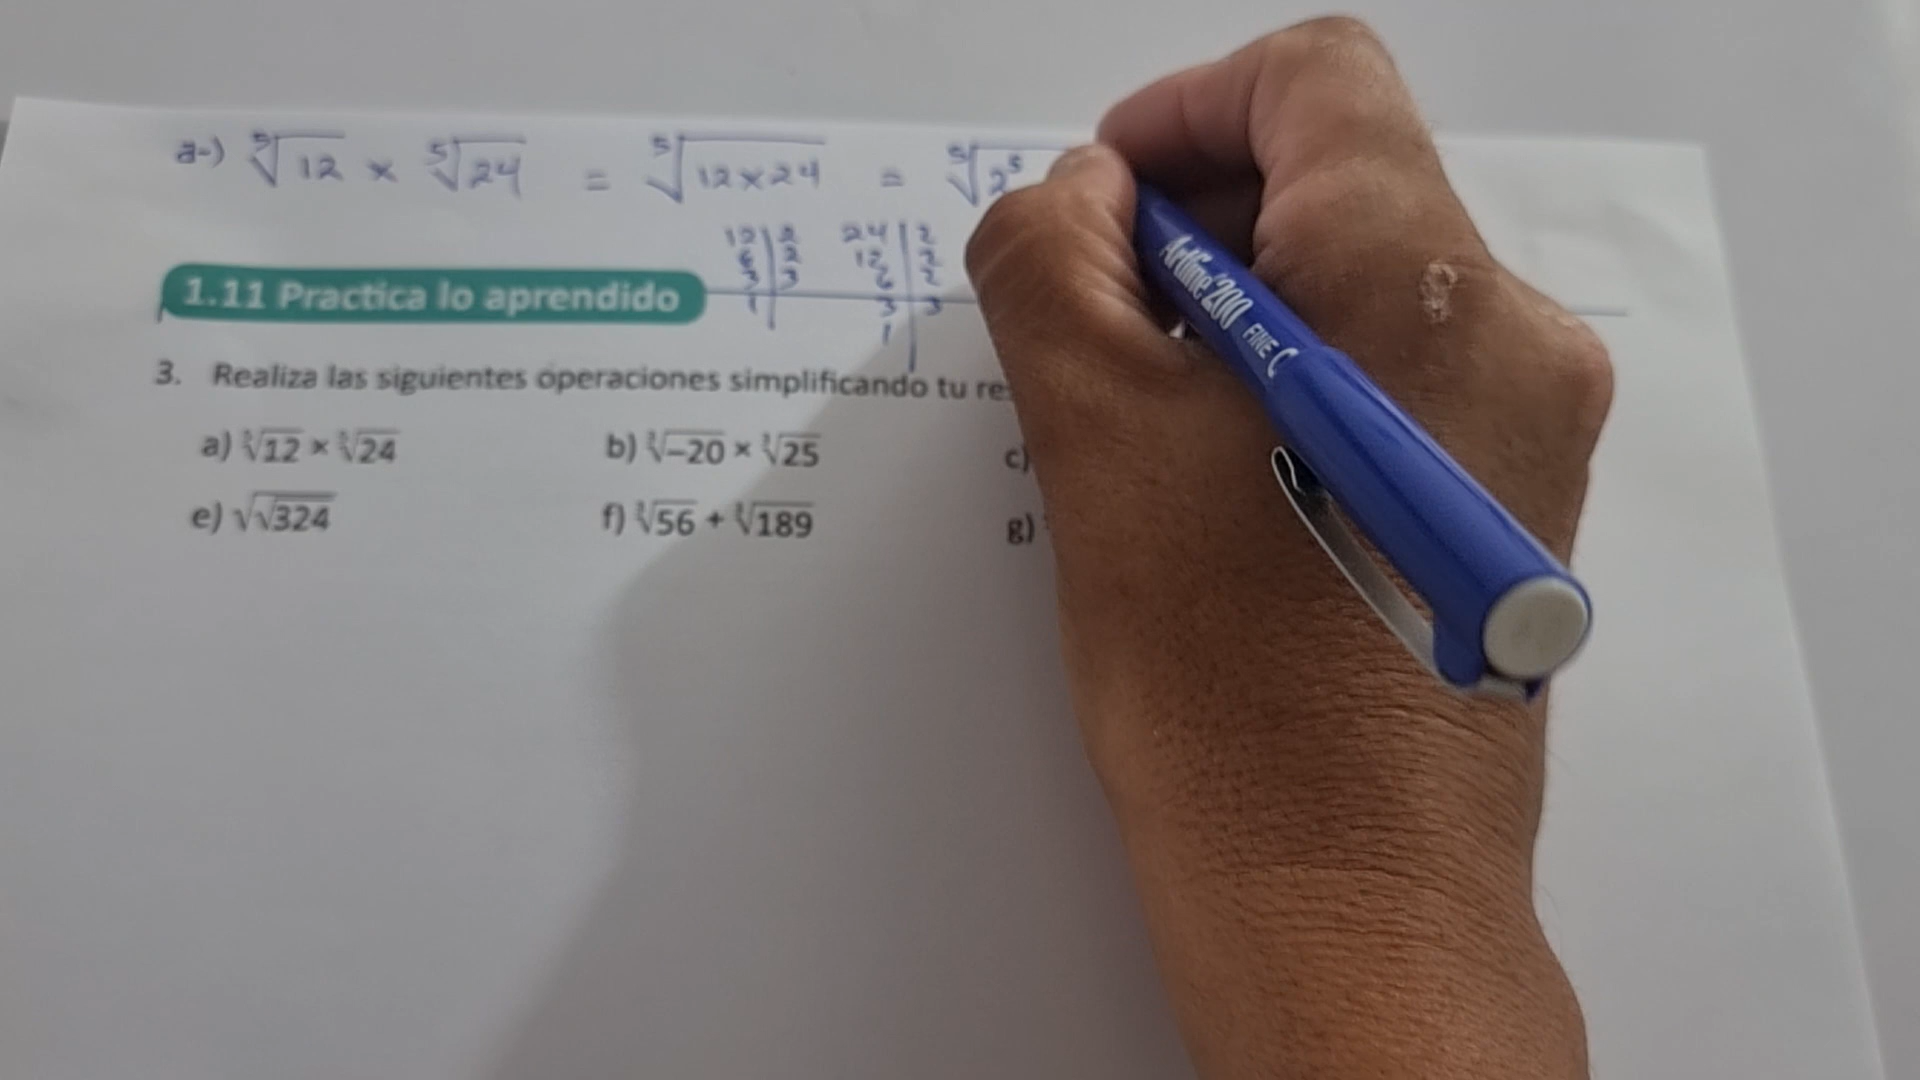 a-) ⁵√12 × ⁵√24 = ⁵√12×24 = ⁵√2⁵
12|2 24|2
6|2 12|2
3|3 6|2
1| 3|3
1|
1.11 Practica lo aprendido
3. Realiza las siguientes operaciones simplificando tu
a) ⁵√12 × ⁵√24 b) ³√−20 × ³√25 c)
e) √√324 f) ³√56 + ³√189 g)
Artline 200 FINE